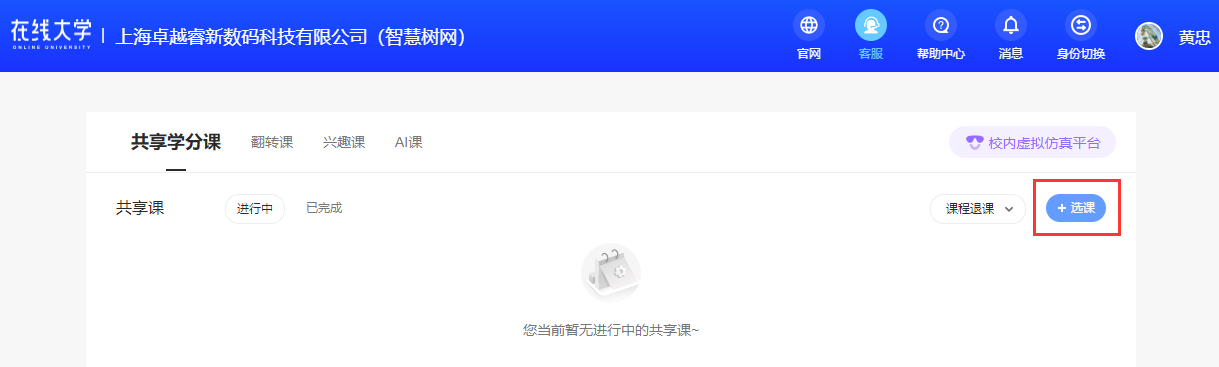 在线大学
ONLINE UNIVERSITY
上海卓越睿新数码科技有限公司（智慧树网）
官网
客服
帮助中心
消息
身份切换
黄忠
共享学分课
翻转课
兴趣课
AI课
校内虚拟仿真平台
共享课
进行中
已完成
课程退课
+ 选课
您当前暂无进行中的共享课~